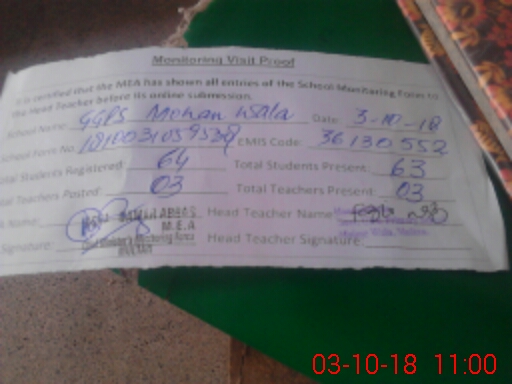 Monitoring Visit Proof
It is certified that the MEA has shown all entries of the School Monitoring Form to
the Head Teacher before its online submission.
School Name: GGPS Mohan Wala Date: 3-10-18
School Form No. EMIS Code: 36130552
Total Students Registered: 64 Total Students Present: 63
Total Teachers Posted: 03 Total Teachers Present: 03
Name: ABBAS Head Teacher Name
M.E.A
Signature: Head Teacher Signature:
03-10-18 11:00